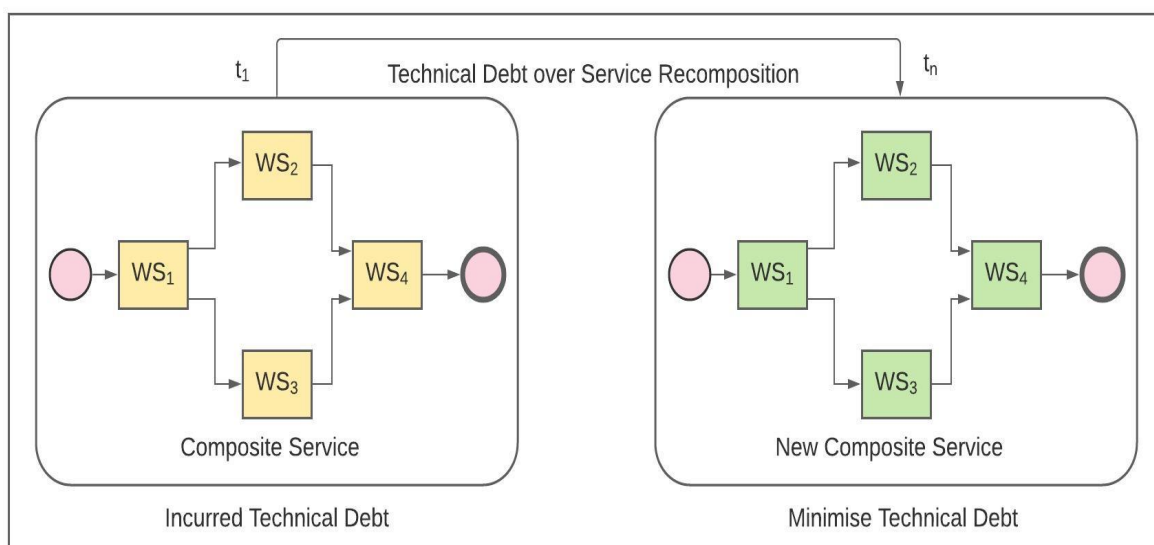 t₁
Technical Debt over Service Recomposition
tₙ
WS₂
WS₁
WS₄
WS₃
Composite Service
Incurred Technical Debt
WS₂
WS₁
WS₄
WS₃
New Composite Service
Minimise Technical Debt